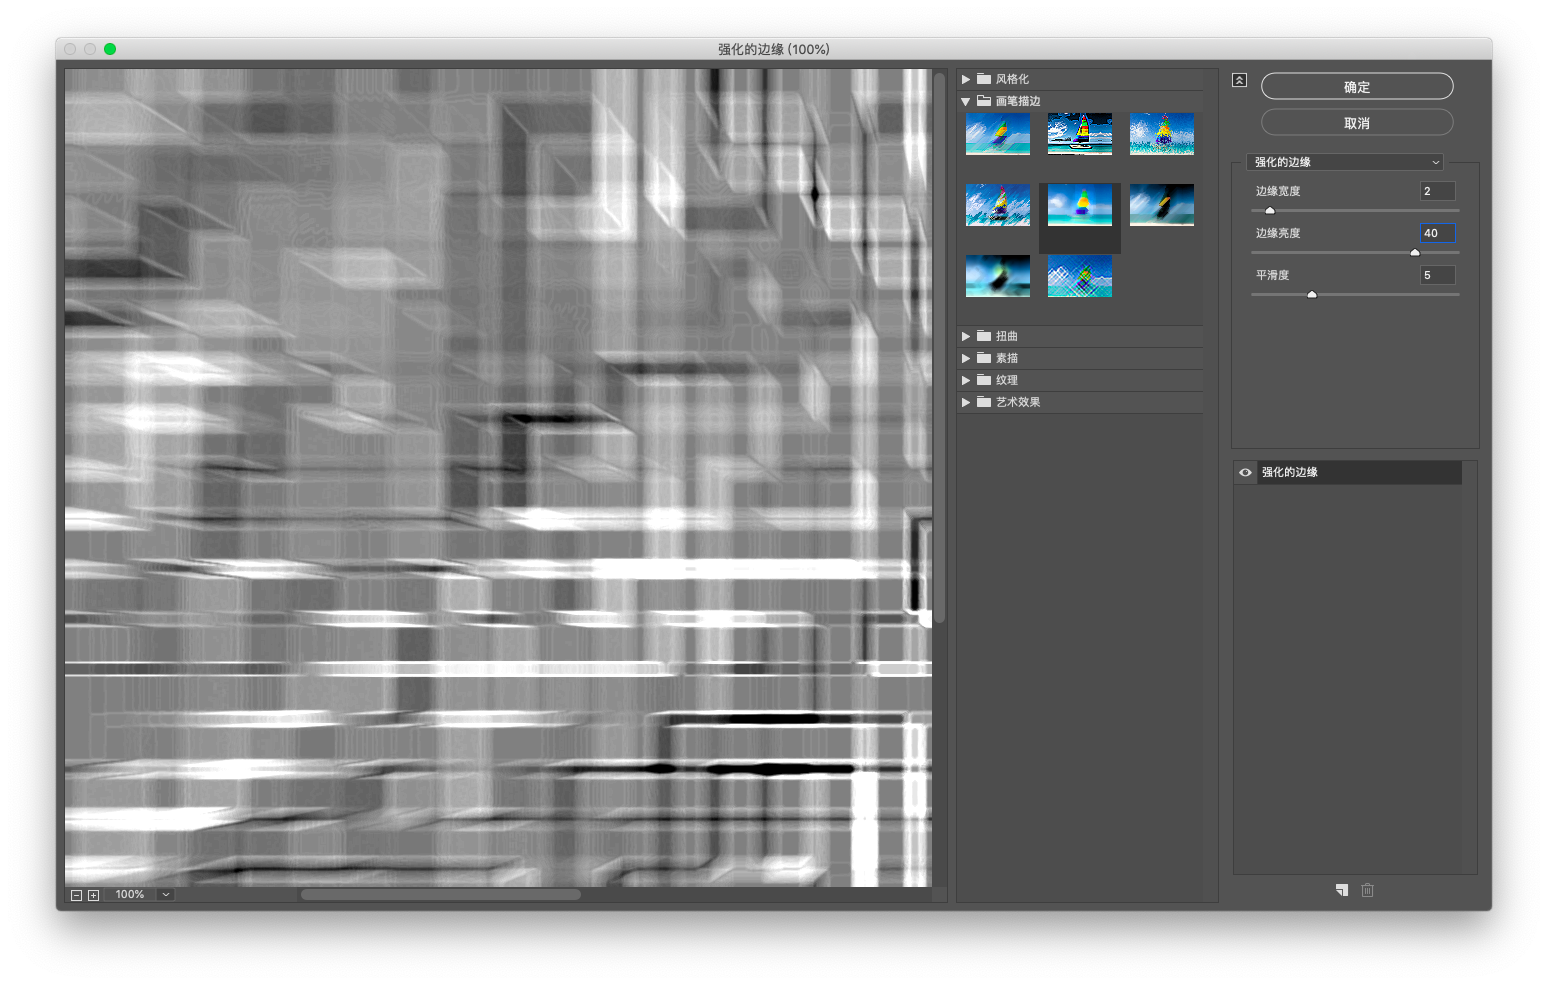 强化的边缘 (100%)
风格化
画笔描边
扭曲
素描
纹理
艺术效果
确定
取消
强化的边缘
边缘宽度 2
边缘亮度 40
平滑度 5
强化的边缘
100%